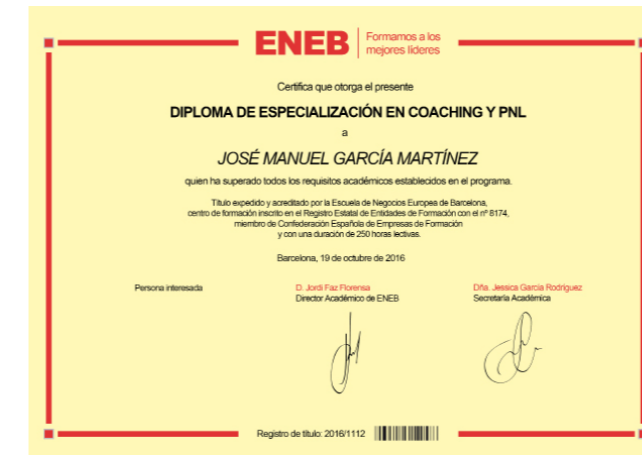 ENEB
Formamos a los
mejores líderes
Certifica que otorga el presente
DIPLOMA DE ESPECIALIZACIÓN EN COACHING Y PNL
a
JOSÉ MANUEL GARCÍA MARTÍNEZ
quien ha superado todos los requisitos académicos establecidos en el programa.
Título expedido y acreditado por la Escuela de Negocios Europea de Barcelona,
centro de formación inscrito en el Registro Estatal de Entidades de Formación con el nº 8174,
miembro de Confederación Española de Empresas de Formación
y con una duración de 250 horas lectivas.
Barcelona, 19 de octubre de 2016
Persona interesada
D. Jordi Faz Florensa
Director Académico de ENEB
Dña. Jessica García Rodríguez
Secretaría Académica
Registro de título: 2016/1112